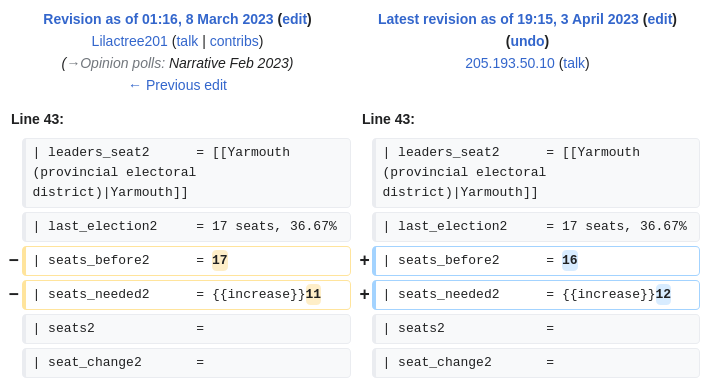 Revision as of 01:16, 8 March 2023 (edit)
Lilactree201 (talk | contribs)
(→Opinion polls: Narrative Feb 2023)
← Previous edit
Latest revision as of 19:15, 3 April 2023 (edit)
(undo)
205.193.50.10 (talk)
Line 43:
Line 43:
| leaders_seat2      = [[Yarmouth
(provincial electoral
district)|Yarmouth]]
| leaders_seat2      = [[Yarmouth
(provincial electoral
district)|Yarmouth]]
| last_election2     = 17 seats, 36.67%
| last_election2     = 17 seats, 36.67%
− | seats_before2      = 17
+ | seats_before2      = 16
− | seats_needed2      = {{increase}}11
+ | seats_needed2      = {{increase}}12
| seats2             =
| seats2             =
| seat_change2       =
| seat_change2       =